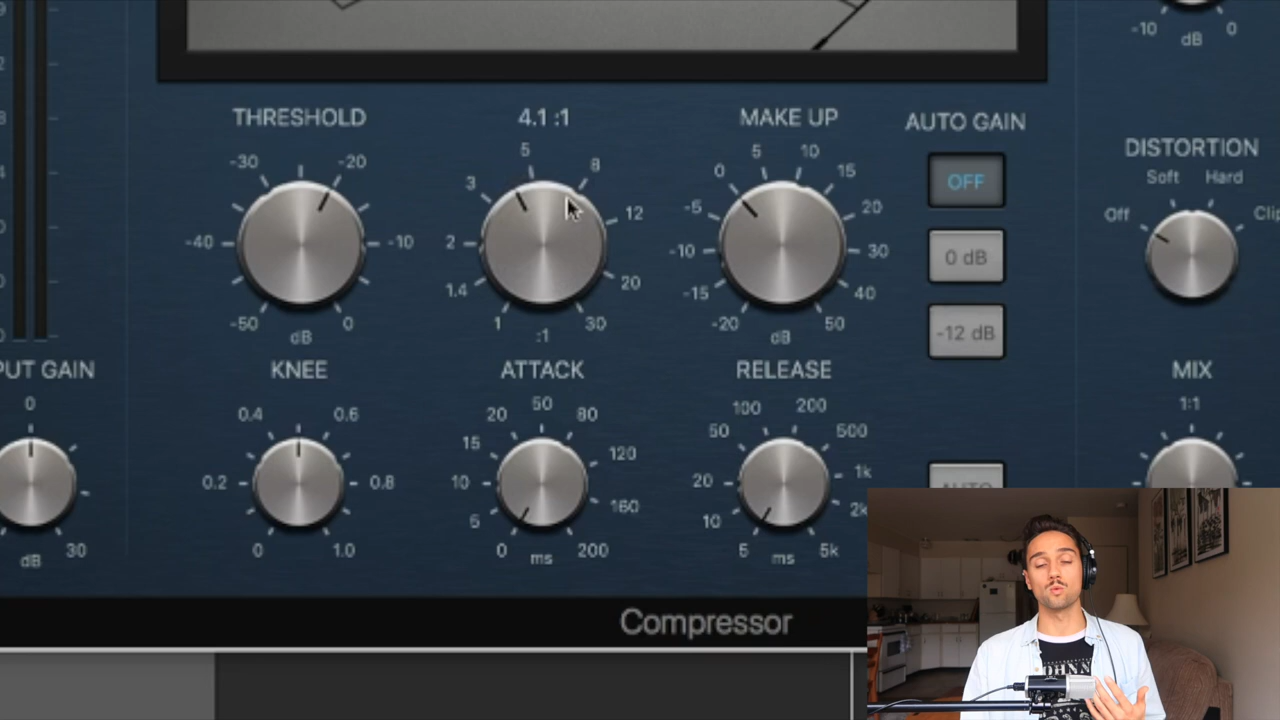 -10 dB 0
THRESHOLD 4.1 :1 MAKE UP AUTO GAIN
-30 -20 5 8 0 5 10 15 OFF
DISTORTION
Soft Hard
-40 -10 3 2 12 -5 20 Off
-10 30 0 dB
1.4 20 -15 40
-50 dB 0 1 :1 30 -20 dB 50 -12 dB
GAIN KNEE ATTACK RELEASE MIX
0 0.4 0.6 20 50 80 100 200 1:1
15 120 50 500
0.2 0.8 10 20 1k
5 160 10
dB 30 0 1.0 0 ms 200 5 ms 5k
AUTO
Compressor